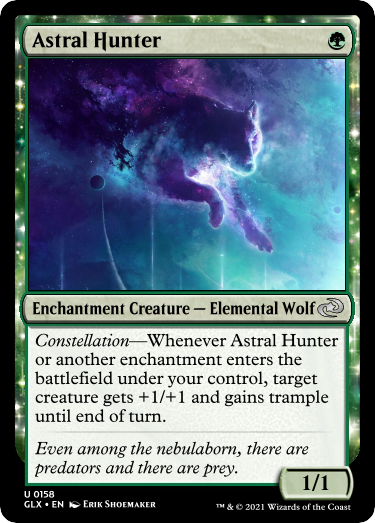 Astral Hunter
Enchantment Creature — Elemental Wolf
Constellation—Whenever Astral Hunter
or another enchantment enters the
battlefield under your control, target
creature gets +1/+1 and gains trample
until end of turn.
Even among the nebulaborn, there are
predators and there are prey.
1/1
U 0158
GLX • EN Erik Shoemaker
™ & © 2021 Wizards of the Coast